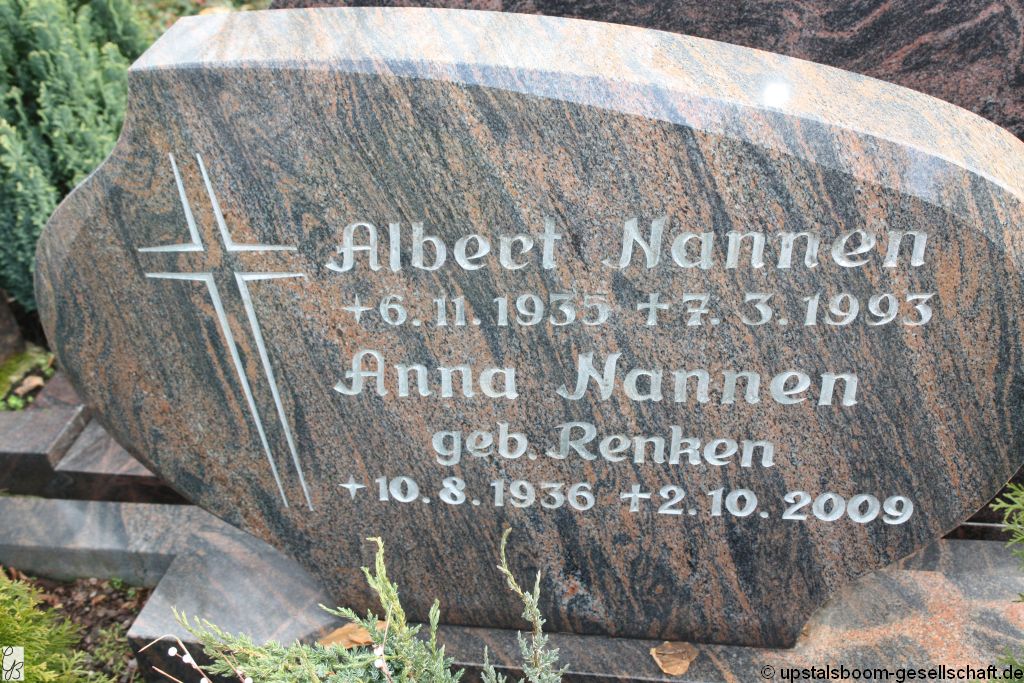 Albert Nannen
+6.11.1935 ✝7.3.1993
Anna Nannen
geb. Renken
+10.8.1936 ✝2.10.2009
© upstalsboom-gesellschaft.de